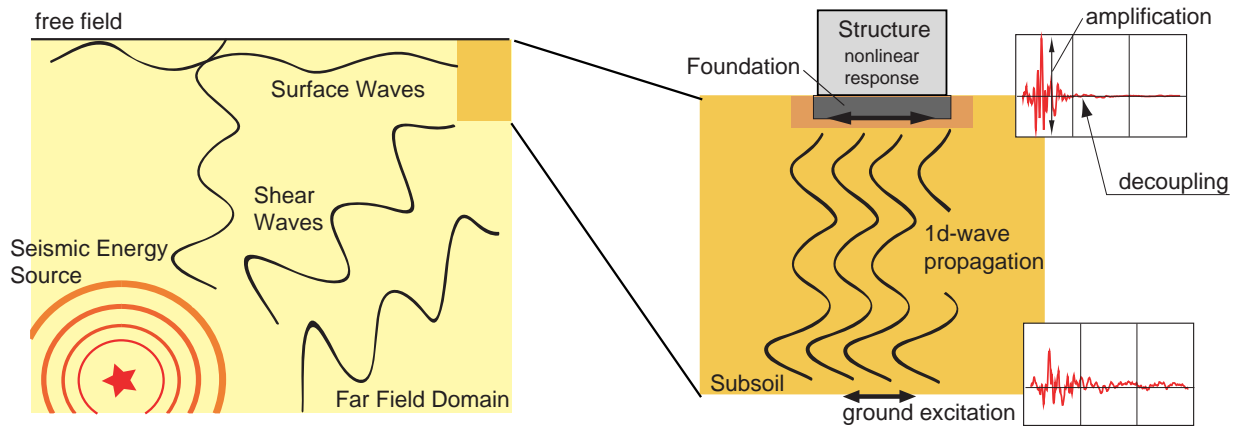 free field
Surface Waves
Shear
Waves
Seismic Energy
Source
Far Field Domain
Structure
nonlinear
response
Foundation
1d-wave
propagation
Subsoil
ground excitation
amplification
decoupling